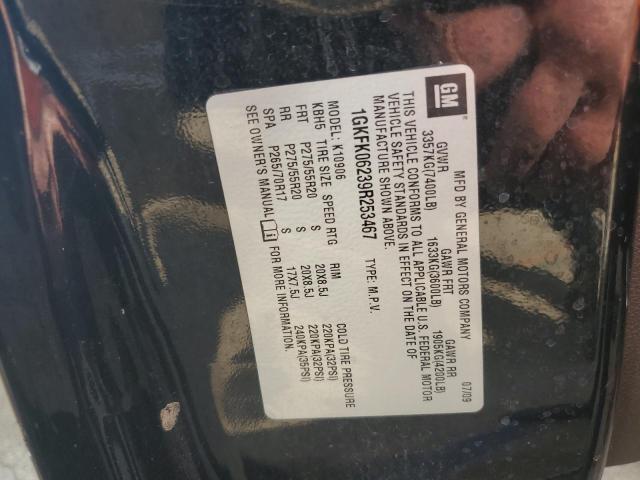 GM
MFD BY GENERAL MOTORS COMPANY 07/09
GVWR GAWR FRT GAWR RR
3357KG(7400LB) 1633KG(3600LB) 1905KG(4200LB)
THIS VEHICLE CONFORMS TO ALL APPLICABLE U.S. FEDERAL MOTOR
VEHICLE SAFETY STANDARDS IN EFFECT ON THE DATE OF
MANUFACTURE SHOWN ABOVE.
1GKFK06239R253467 TYPE: M.P.V.
MODEL: K10906
KBH5 TIRE SIZE SPEED RTG RIM COLD TIRE PRESSURE
FRT P275/55R20 S 20X8.5J 220KPA(32PSI)
RR P275/55R20 S 20X8.5J 220KPA(32PSI)
SPA P265/70R17 S 17X7.5J 240KPA(35PSI)
SEE OWNER'S MANUAL FOR MORE INFORMATION.